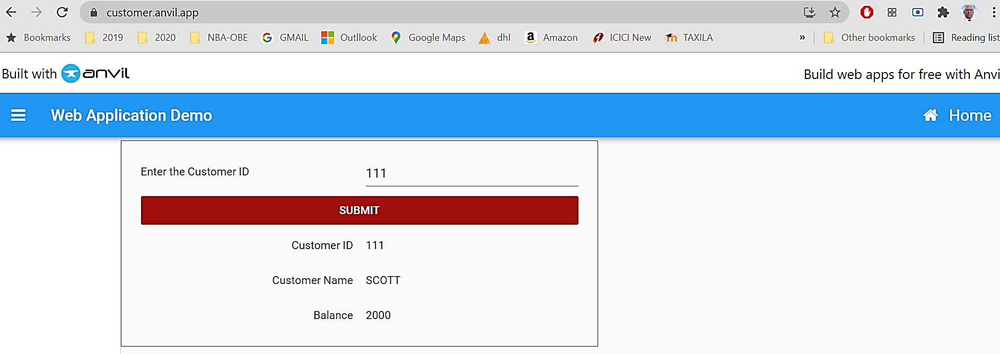 customer.anvil.app
Bookmarks 2019 2020 NBA-OBE GMAIL Outllook Google Maps dhl Amazon ICICI New TAXILA » Other bookmarks Reading list
Built with anvil Build web apps for free with Anvi
Web Application Demo Home
Enter the Customer ID 111
SUBMIT
Customer ID 111
Customer Name SCOTT
Balance 2000